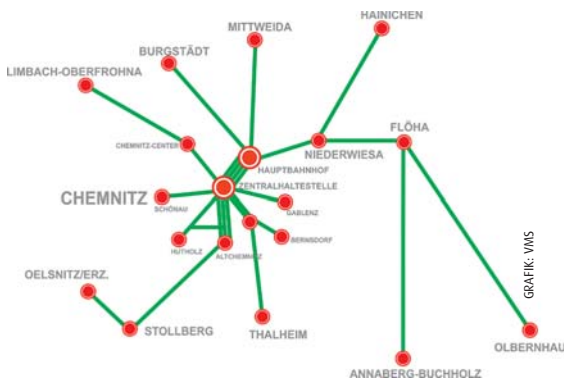 HAINICHEN
MITTWEIDA
BURGSTÄDT
LIMBACH-OBERFROHNA
FLÖHA
CHEMNITZ-CENTER
NIEDERWIESA
HAUPTBAHNHOF
ZENTRALHALTESTELLE
CHEMNITZ
SCHÖNAU
GABLENZ
BERNSDORF
HUTHOLZ
ALTCHEMNITZ
GRAFIK: VMS
OELSNITZ/ERZ.
STOLLBERG
THALHEIM
OLBERNHAU
ANNABERG-BUCHHOLZ